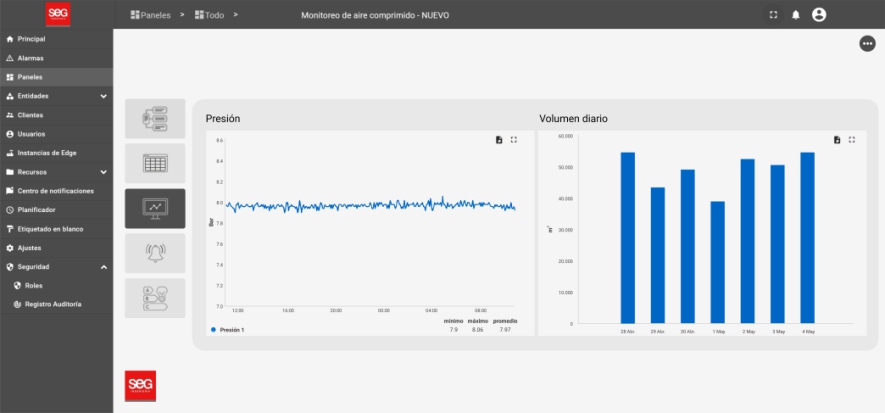 SEG
Paneles > Todo > Monitoreo de aire comprimido - NUEVO
Principal
Alarmas
Paneles
Entidades
Clientes
Usuarios
Instancias de Edge
Recursos
Centro de notificaciones
Planificador
Etiquetado en blanco
Ajustes
Seguridad
Roles
Registro Auditoría
A
B
C
Presión
8.6
8.4
8.2
8.0
7.8
7.6
7.4
7.2
7.0
Bar
12:00 16:00 20:00 00:00 04:00 08:00
mínimo máximo promedio
Presión 1 7.9 8.06 7.97
Volumen diario
60.000
50.000
40.000
30.000
20.000
10.000
0
m³
28 Abr 29 Abr 30 Abr 1 May 2 May 3 May 4 May
SEG